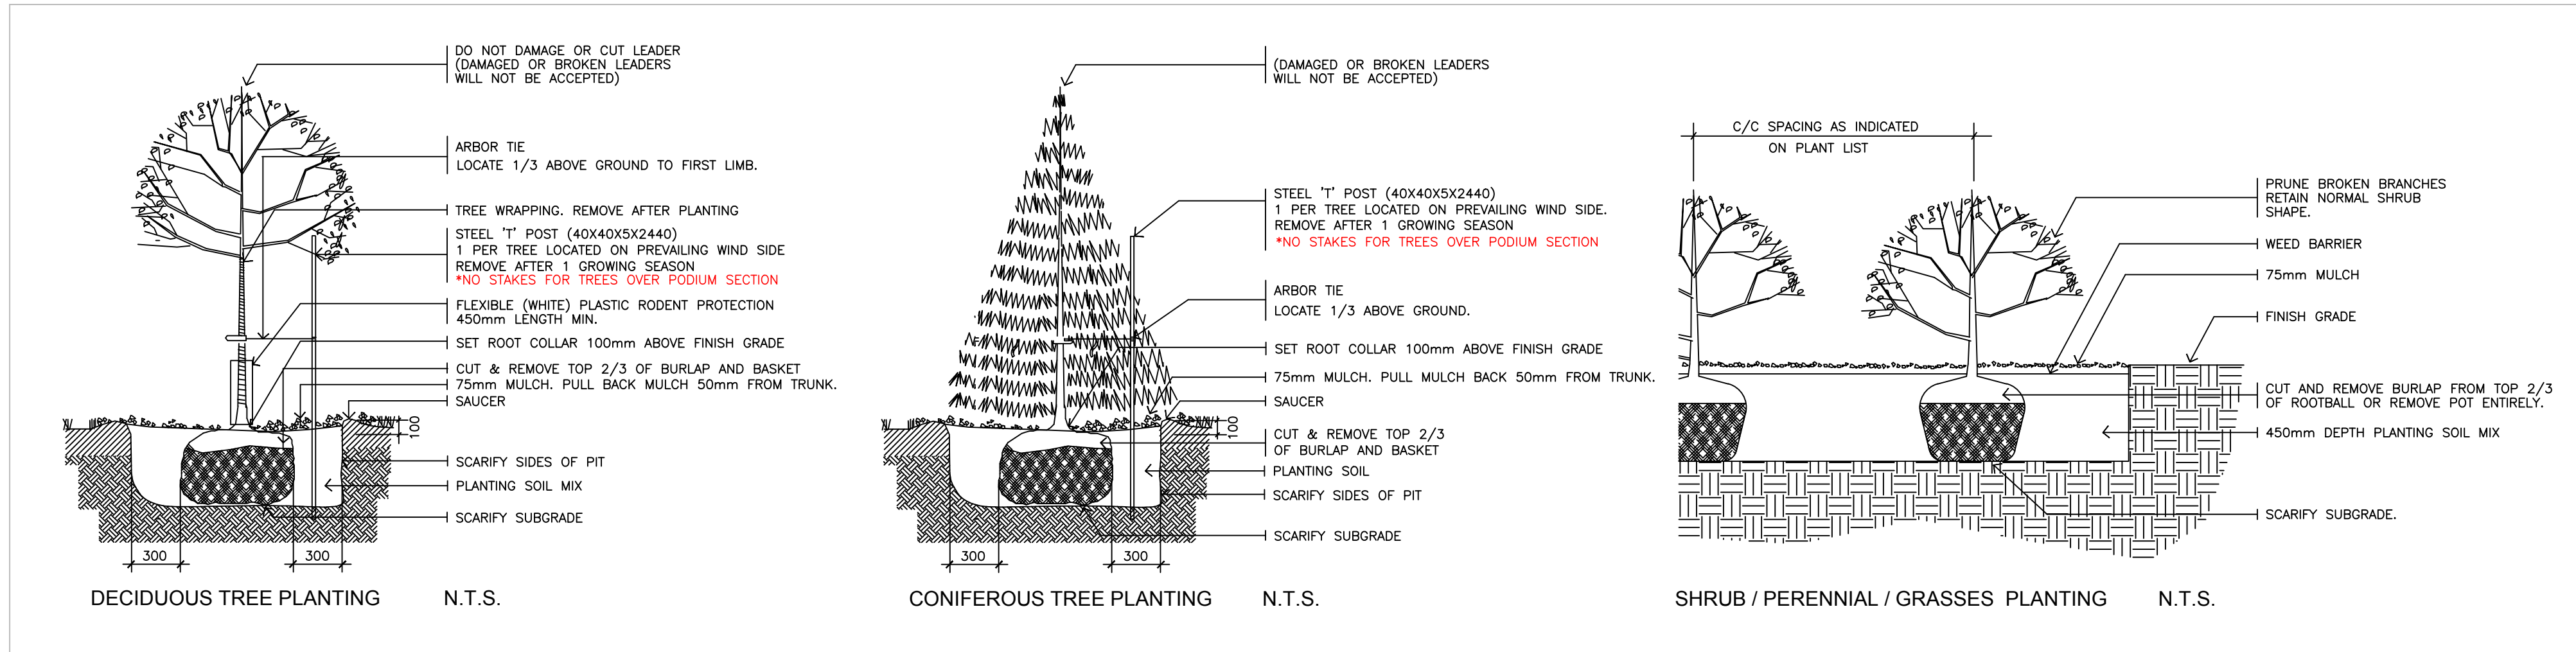 DO NOT DAMAGE OR CUT LEADER
(DAMAGED OR BROKEN LEADERS
WILL NOT BE ACCEPTED)
ARBOR TIE
LOCATE 1/3 ABOVE GROUND TO FIRST LIMB.
TREE WRAPPING. REMOVE AFTER PLANTING
STEEL 'T' POST (40X40X5X2440)
1 PER TREE LOCATED ON PREVAILING WIND SIDE
REMOVE AFTER 1 GROWING SEASON
*NO STAKES FOR TREES OVER PODIUM SECTION
FLEXIBLE (WHITE) PLASTIC RODENT PROTECTION
450mm LENGTH MIN.
SET ROOT COLLAR 100mm ABOVE FINISH GRADE
CUT & REMOVE TOP 2/3 OF BURLAP AND BASKET
75mm MULCH. PULL BACK MULCH 50mm FROM TRUNK.
SAUCER
100
SCARIFY SIDES OF PIT
PLANTING SOIL MIX
SCARIFY SUBGRADE
300
300
DECIDUOUS TREE PLANTING N.T.S.
(DAMAGED OR BROKEN LEADERS
WILL NOT BE ACCEPTED)
STEEL 'T' POST (40X40X5X2440)
1 PER TREE LOCATED ON PREVAILING WIND SIDE.
REMOVE AFTER 1 GROWING SEASON
*NO STAKES FOR TREES OVER PODIUM SECTION
ARBOR TIE
LOCATE 1/3 ABOVE GROUND.
SET ROOT COLLAR 100mm ABOVE FINISH GRADE
75mm MULCH. PULL MULCH BACK 50mm FROM TRUNK.
SAUCER
100
CUT & REMOVE TOP 2/3
OF BURLAP AND BASKET
PLANTING SOIL
SCARIFY SIDES OF PIT
SCARIFY SUBGRADE
300
300
CONIFEROUS TREE PLANTING N.T.S.
C/C SPACING AS INDICATED
ON PLANT LIST
PRUNE BROKEN BRANCHES
RETAIN NORMAL SHRUB
SHAPE.
WEED BARRIER
75mm MULCH
FINISH GRADE
CUT AND REMOVE BURLAP FROM TOP 2/3
OF ROOTBALL OR REMOVE POT ENTIRELY.
450mm DEPTH PLANTING SOIL MIX
SCARIFY SUBGRADE.
SHRUB / PERENNIAL / GRASSES PLANTING N.T.S.